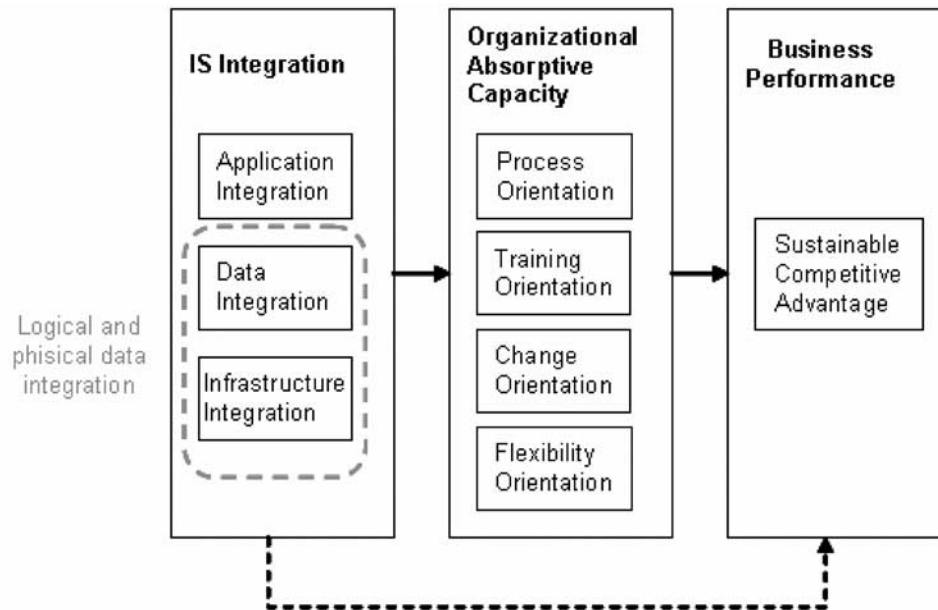 IS Integration
Application
Integration
Data
Integration
Infrastructure
Integration
Logical and
phisical data
integration
Organizational
Absorptive
Capacity
Process
Orientation
Training
Orientation
Change
Orientation
Flexibility
Orientation
Business
Performance
Sustainable
Competitive
Advantage